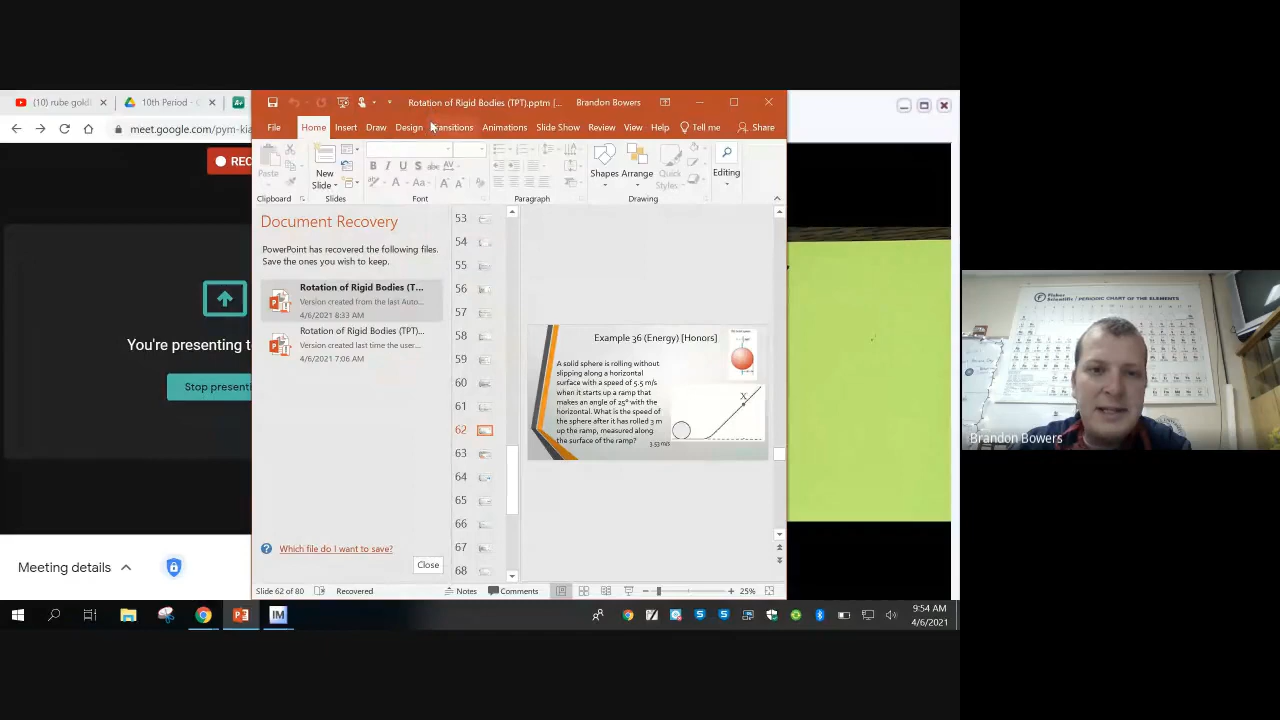 (10) rube gold
10th Period - 
meet.google.com/pym-kia
REC
You're presenting to
Stop presenti
Meeting details
Rotation of Rigid Bodies (TPT).pptm [...
Brandon Bowers
File Home Insert Draw Design Transitions Animations Slide Show Review View Help Tell me Share
Paste
New Slide
Shapes Arrange Quick Styles
Editing
Clipboard Slides Font Paragraph Drawing
Document Recovery
PowerPoint has recovered the following files.
Save the ones you wish to keep.
Rotation of Rigid Bodies (T...
Version created from the last Auto...
4/6/2021 8:33 AM
Rotation of Rigid Bodies (TPT)...
Version created last time the user...
4/6/2021 7:06 AM
Which file do I want to save?
Close
53
54
55
56
57
58
59
60
61
62
63
64
65
66
67
68
Example 36 (Energy) [Honors]
A solid sphere is rolling without
slipping along a horizontal
surface with a speed of 5.5 m/s
when it starts up a ramp that
makes an angle of 25° with the
horizontal. What is the speed of
the sphere after it has rolled 3 m
up the ramp, measured along
the surface of the ramp?
3.53 m/s
X
Slide 62 of 80 Recovered Notes Comments 25%
9:54 AM
4/6/2021
Fisher Scientific PERIODIC CHART OF THE ELEMENTS
Brandon Bowers